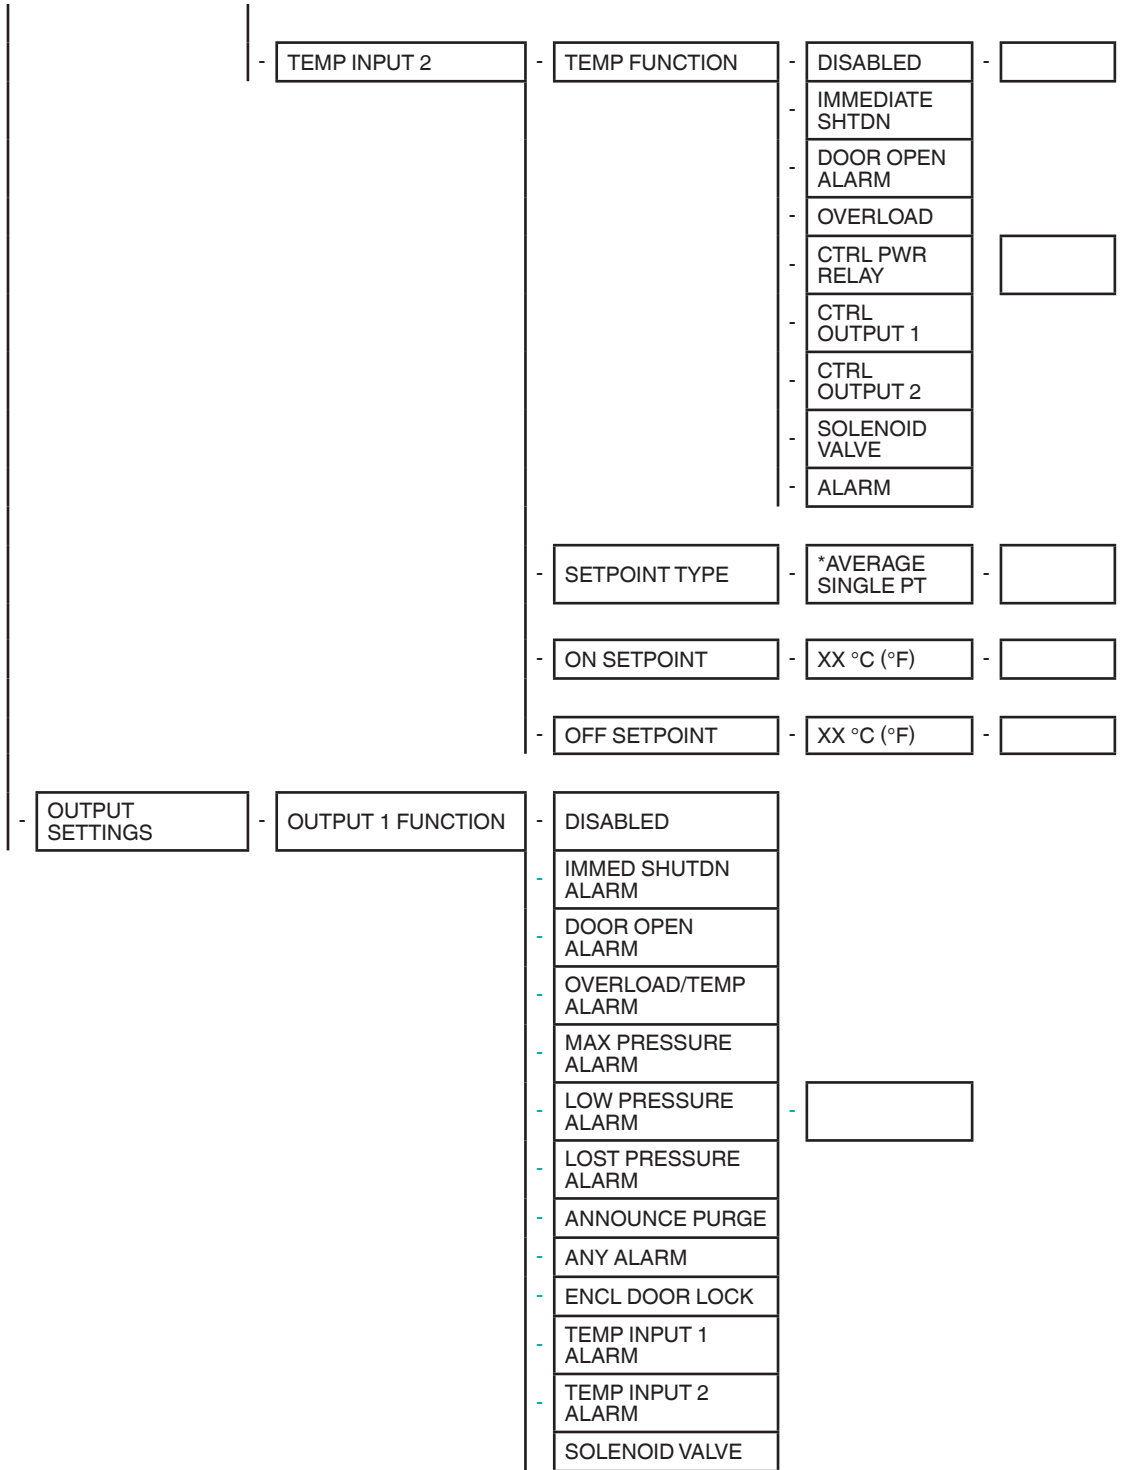 - TEMP INPUT 2 - TEMP FUNCTION - DISABLED -
- IMMEDIATE
SHTDN
- DOOR OPEN
ALARM
- OVERLOAD
- CTRL PWR
RELAY
- CTRL
OUTPUT 1
- CTRL
OUTPUT 2
- SOLENOID
VALVE
- ALARM
- SETPOINT TYPE - *AVERAGE
SINGLE PT -
- ON SETPOINT - XX °C (°F) -
- OFF SETPOINT - XX °C (°F) -
- OUTPUT
SETTINGS - OUTPUT 1 FUNCTION - DISABLED
- IMMED SHUTDN
ALARM
- DOOR OPEN
ALARM
- OVERLOAD/TEMP
ALARM
- MAX PRESSURE
ALARM
- LOW PRESSURE
ALARM -
- LOST PRESSURE
ALARM
- ANNOUNCE PURGE
- ANY ALARM
- ENCL DOOR LOCK
- TEMP INPUT 1
ALARM
- TEMP INPUT 2
ALARM
SOLENOID VALVE